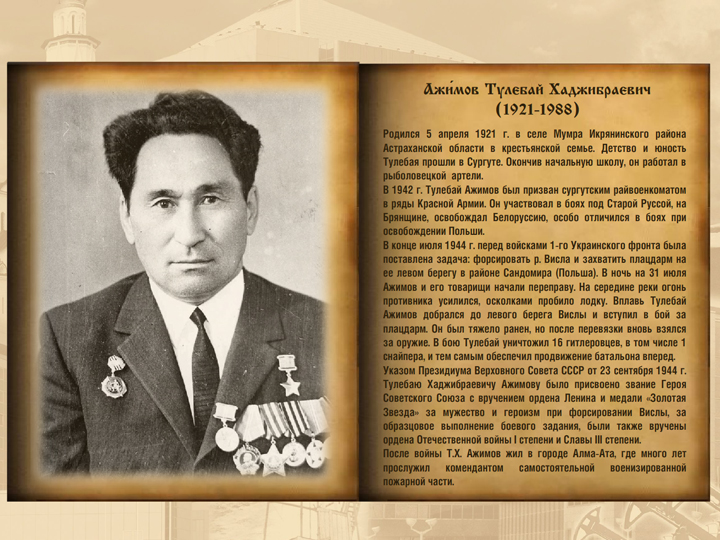 Ажи́мов Тулебай Хаджибраевич
(1921-1988)
Родился 5 апреля 1921 г. в селе Мумра Икрянинского района
Астраханской области в крестьянской семье. Детство и юность
Тулебая прошли в Сургуте. Окончив начальную школу, он работал в
рыболовецкой артели.
В 1942 г. Тулебай Ажимов был призван сургутским райвоенкоматом
в ряды Красной Армии. Он участвовал в боях под Старой Руссой, на
Брянщине, освобождал Белоруссию, особо отличился в боях при
освобождении Польши.
В конце июля 1944 г. перед войсками 1-го Украинского фронта была
поставлена задача: форсировать р. Висла и захватить плацдарм на
ее левом берегу в районе Сандомира (Польша). В ночь на 31 июля
Ажимов и его товарищи начали переправу. На середине реки огонь
противника усилился, осколками пробило лодку. Вплавь Тулебай
Ажимов добрался до левого берега Вислы и вступил в бой за
плацдарм. Он был тяжело ранен, но после перевязки вновь взялся
за оружие. В бою Тулебай уничтожил 16 гитлеровцев, в том числе 1
снайпера, и тем самым обеспечил продвижение батальона вперед.
Указом Президиума Верховного Совета СССР от 23 сентября 1944 г.
Тулебаю Хаджибраевичу Ажимову было присвоено звание Героя
Советского Союза с вручением ордена Ленина и медали «Золотая
Звезда» за мужество и героизм при форсировании Вислы, за
образцовое выполнение боевого задания, были также вручены
ордена Отечественной войны I степени и Славы III степени.
После войны Т.Х. Ажимов жил в городе Алма-Ата, где много лет
прослужил комендантом самостоятельной военизированной
пожарной части.